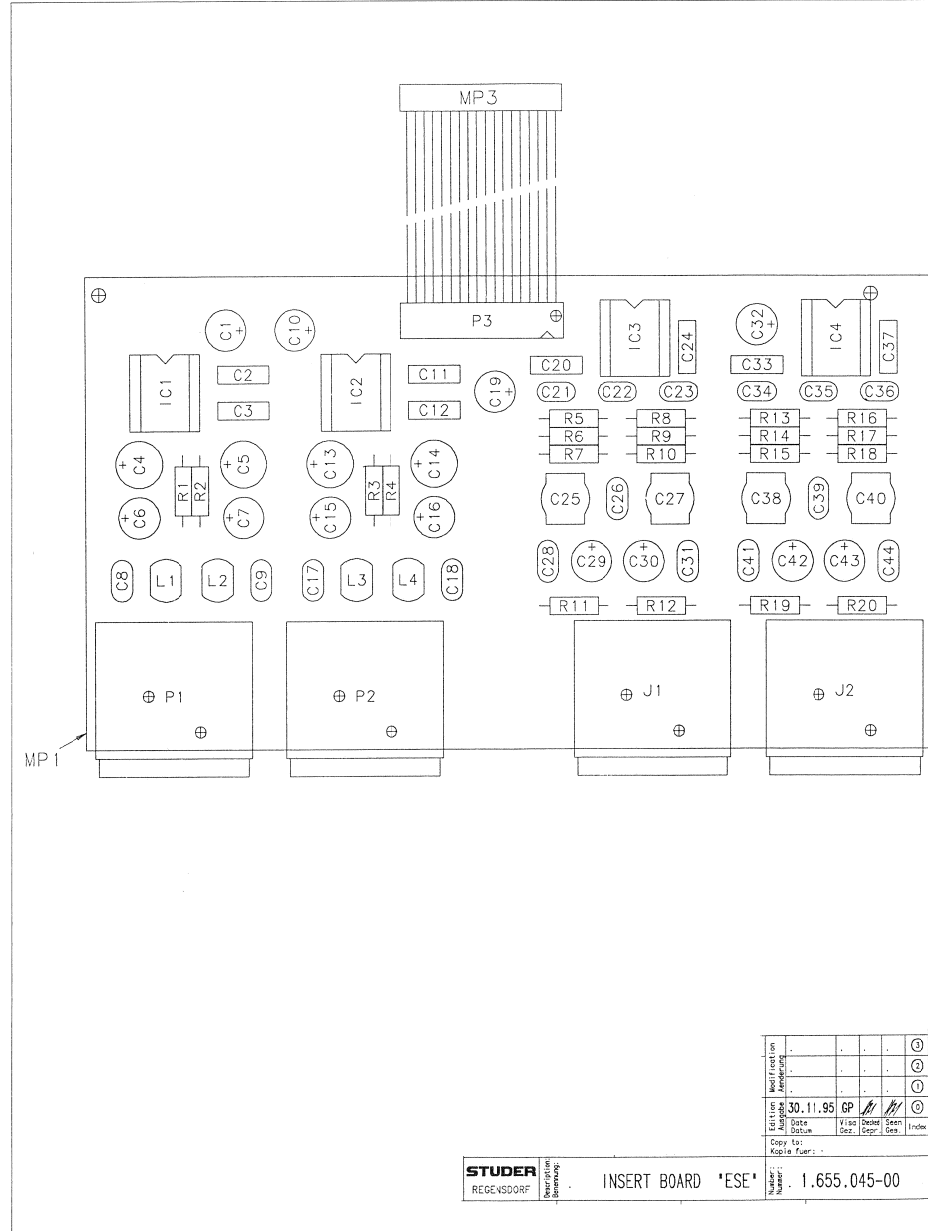 MP3
P3
C1 +
C10 +
IC3
C24
C32 +
IC4
C37
IC1
C2
C3
IC2
C11
C12
C19 +
C20
C21 C22 C23
C33
C34 C35 C36
R5 R8
R6 R9
R7 R10
R13 R16
R14 R17
R15 R18
+ C4
R1
R2
C5 +
+ C13
R3
R4
+ C14
+ C6
C7 +
C15 +
C16 +
C25
C26
C27
C38
C39
C40
C8 L1 L2 C9 C17 L3 L4 C18
C28 + C29 + C30 C31
C41 + C42 + C43 C44
R11 R12 R19 R20
P1 P2 J1 J2
MP1
Modification
Aenderung
3
2
1
Edition
Ausgabe
30.11.95 GP 0
Date
Datum
Visa
Gez.
Checked
Gepr.
Seen
Ges.
Index
Copy to:
Kopie fuer:
STUDER
REGENSDORF
Description:
Benennung:
INSERT BOARD "ESE"
Number:
Nummer:
1.655.045-00